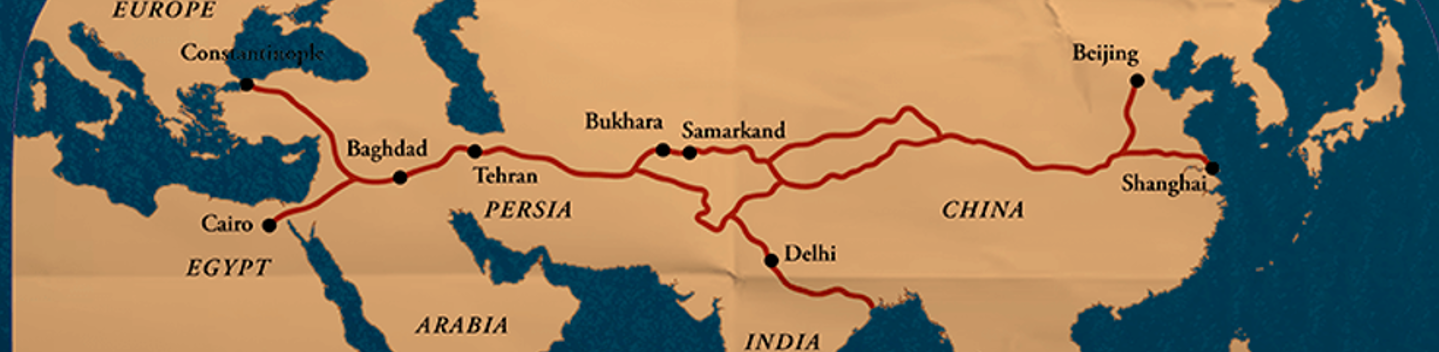 EUROPE
Constantinople
Beijing
Bukhara
Samarkand
Baghdad
Tehran
Shanghai
PERSIA
CHINA
Cairo
Delhi
EGYPT
ARABIA
INDIA